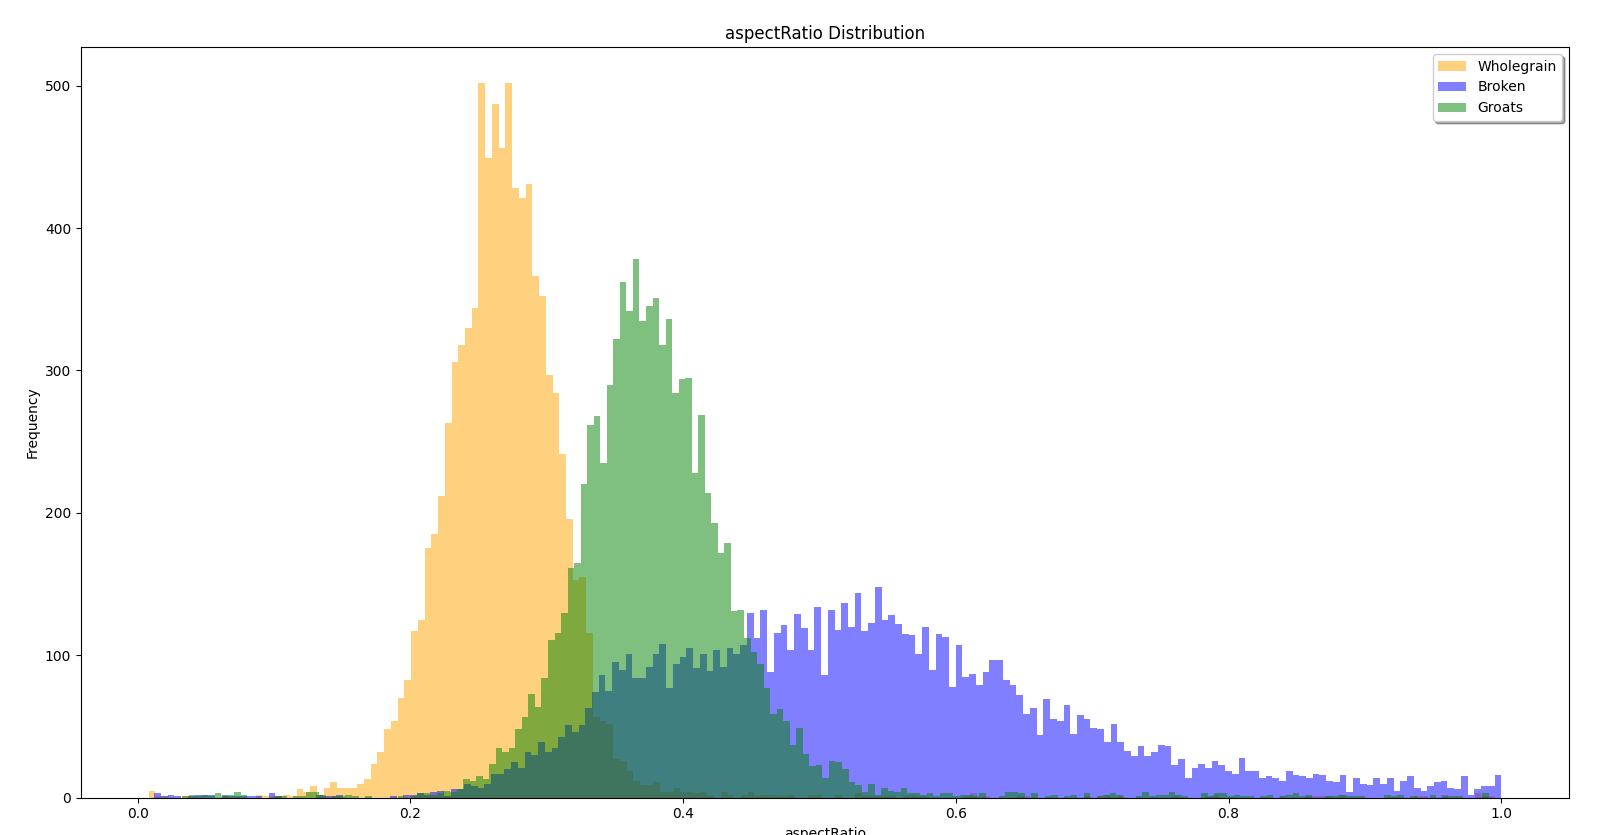 aspectRatio Distribution
Wholegrain
Broken
Groats
500
400
300
200
100
0
Frequency
0.0 0.2 0.4 0.6 0.8 1.0
aspectRatio